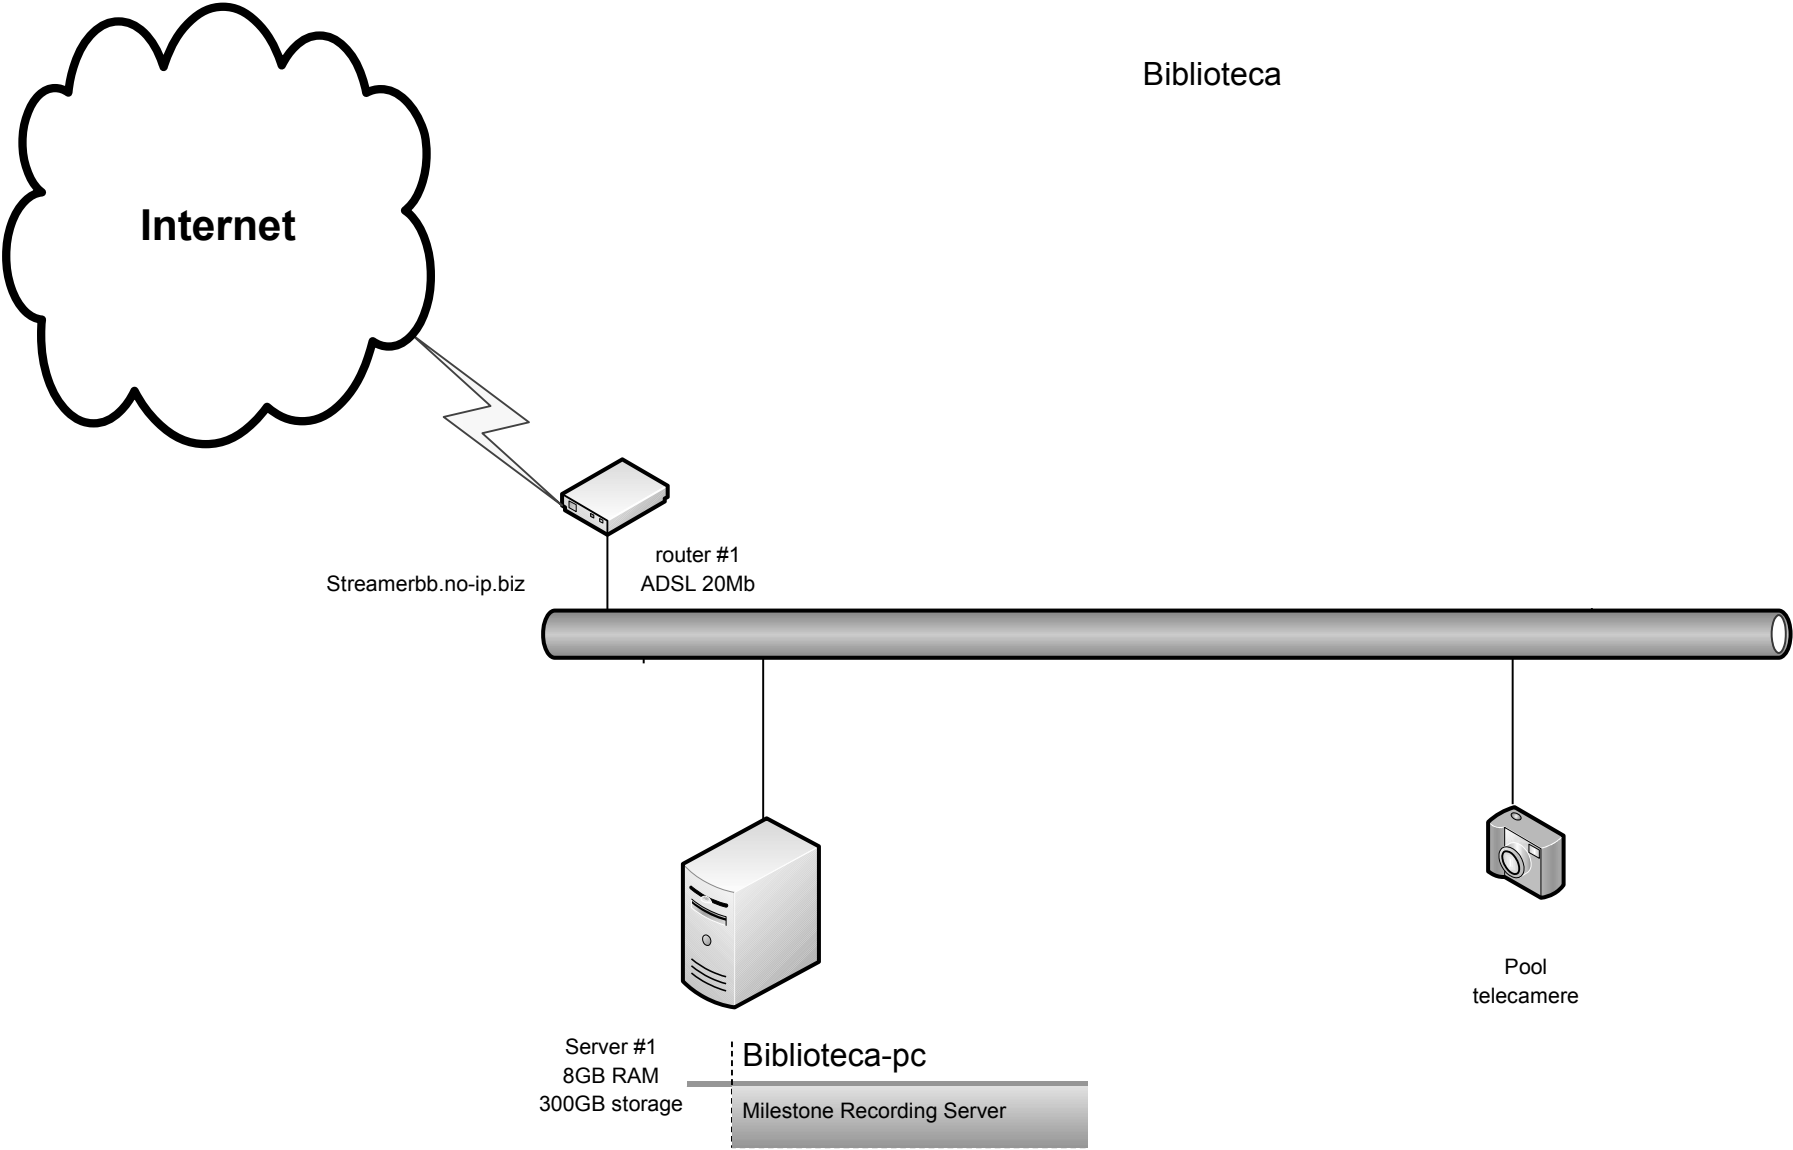 Biblioteca
Internet
router #1
ADSL 20Mb
Streamerbb.no-ip.biz
Pool
telecamere
Server #1
8GB RAM
300GB storage
Biblioteca-pc
Milestone Recording Server